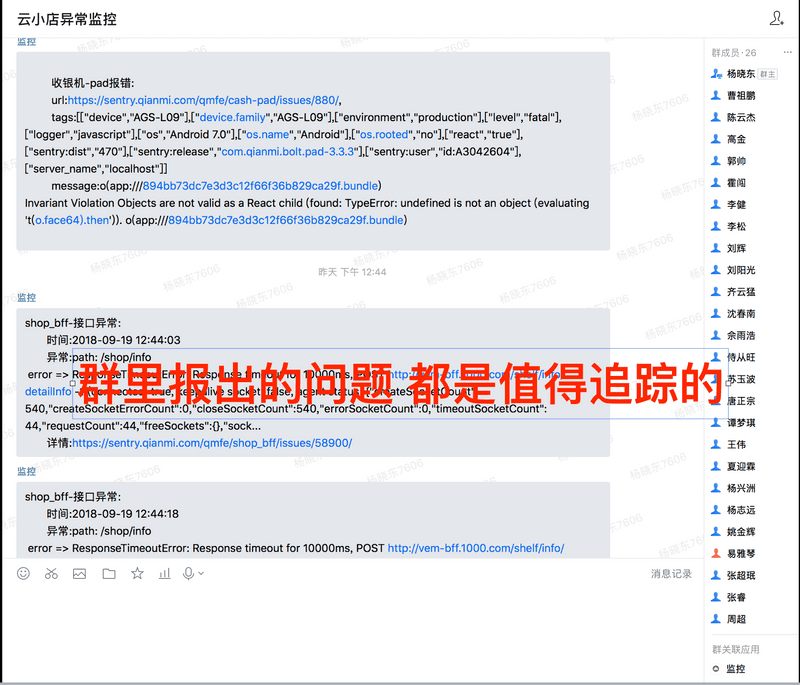 云小店异常监控
监控
群成员 · 26
收银机-pad报错:
url:https://sentry.qianmi.com/qmfe/cash-pad/issues/880/,
tags:[["device","AGS-L09"],["device.family","AGS-L09"],["environment","production"],["level","fatal"],
["logger","javascript"],["os","Android 7.0"],["os.name","Android"],["os.rooted","no"],["react","true"],
["sentry:dist","470"],["sentry:release","com.qianmi.bolt.pad-3.3.3"],["sentry:user","id:A3042604"],
["server_name","localhost"]]
message:o(app:///894bb73dc7e3d3c12f66f36b829ca29f.bundle)
Invariant Violation Objects are not valid as a React child (found: TypeError: undefined is not an object (evaluating
't(o.face64).then')). o(app:///894bb73dc7e3d3c12f66f36b829ca29f.bundle)
昨天 下午 12:44
监控
shop_bff-接口异常:
时间:2018-09-19 12:44:03
异常:path: /shop/info
error => ResponseTimeoutError: Response timeout for 10000ms, POST http://vem-bff.1000.com/shelf/info/
群里报出的问题 都是值得追踪的
detailInfo
540,"createSocketErrorCount":0,"closeSocketCount":540,"errorSocketCount":0,"timeoutSocketCount":
44,"requestCount":44,"freeSockets":{},"sock...
详情:https://sentry.qianmi.com/qmfe/shop_bff/issues/58900/
监控
shop_bff-接口异常:
时间:2018-09-19 12:44:18
异常:path: /shop/info
error => ResponseTimeoutError: Response timeout for 10000ms, POST http://vem-bff.1000.com/shelf/info/
消息记录
杨晓东 群主
曹祖鹏
陈云杰
高金
郭帅
霍闯
李健
李松
刘辉
刘阳光
齐云猛
沈春南
佘雨浩
侍从旺
苏玉波
唐正宗
谭梦琪
王伟
夏迎霖
杨兴洲
杨志远
姚金辉
易雅琴
张超珉
张睿
周超
群关联应用
监控
杨晓东7606